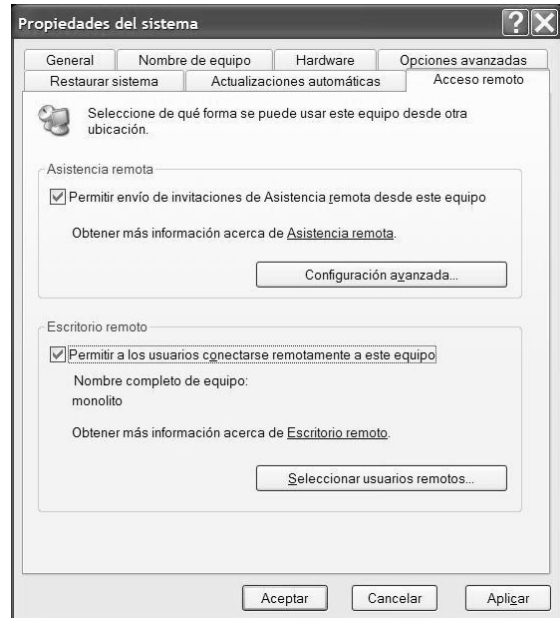 Propiedades del sistema
General
Nombre de equipo
Hardware
Opciones avanzadas
Restaurar sistema
Actualizaciones automáticas
Acceso remoto
Seleccione de qué forma se puede usar este equipo desde otra
ubicación.
Asistencia remota
Permitir envío de invitaciones de Asistencia remota desde este equipo
Obtener más información acerca de Asistencia remota.
Configuración avanzada...
Escritorio remoto
Permitir a los usuarios conectarse remotamente a este equipo
Nombre completo de equipo:
monolito
Obtener más información acerca de Escritorio remoto.
Seleccionar usuarios remotos...
Aceptar
Cancelar
Aplicar